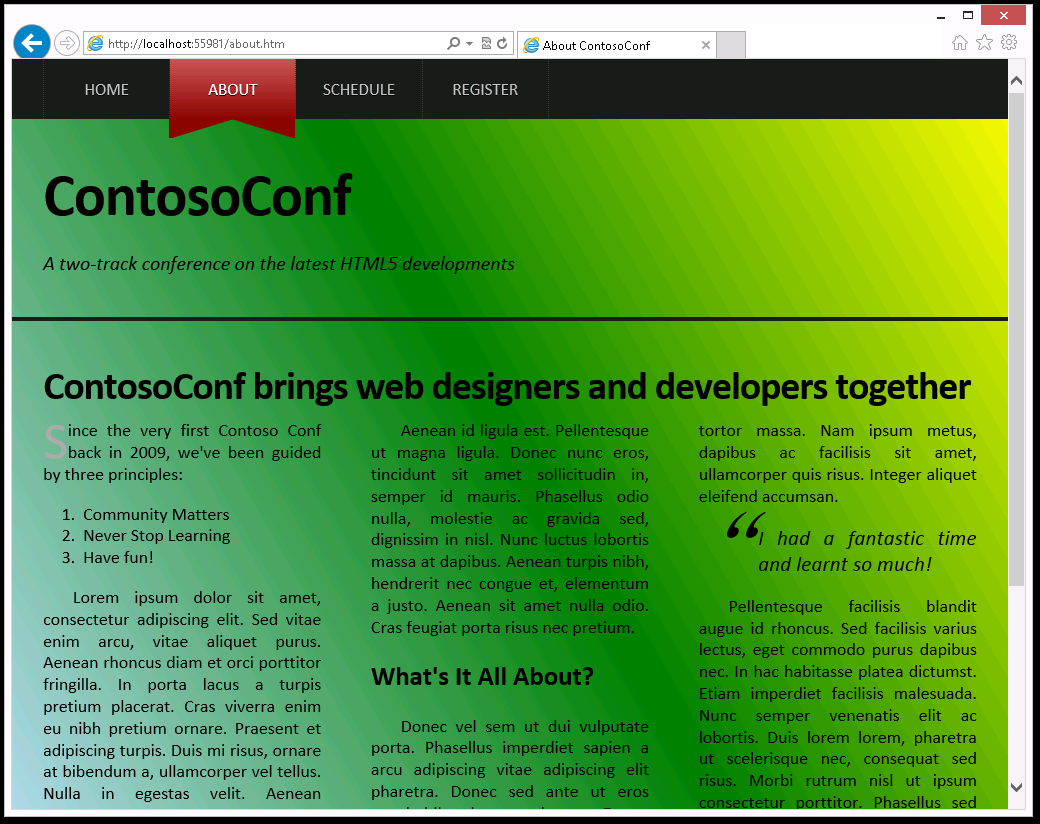 http://localhost:55981/about.htm
About ContosoConf
HOME
ABOUT
SCHEDULE
REGISTER
ContosoConf
A two-track conference on the latest HTML5 developments
ContosoConf brings web designers and developers together
Since the very first Contoso Conf
back in 2009, we've been guided
by three principles:
1. Community Matters
2. Never Stop Learning
3. Have fun!
Lorem ipsum dolor sit amet,
consectetur adipiscing elit. Sed vitae
enim arcu, vitae aliquet purus.
Aenean rhoncus diam et orci porttitor
fringilla. In porta lacus a turpis
pretium placerat. Cras viverra enim
eu nibh pretium ornare. Praesent et
adipiscing turpis. Duis mi risus, ornare
at bibendum a, ullamcorper vel tellus.
Nulla in egestas velit. Aenean
Aenean id ligula est. Pellentesque
ut magna ligula. Donec nunc eros,
tincidunt sit amet sollicitudin in,
semper id mauris. Phasellus odio
nulla, molestie ac gravida sed,
dignissim in nisl. Nunc luctus lobortis
massa at dapibus. Aenean turpis nibh,
hendrerit nec congue et, elementum
a justo. Aenean sit amet nulla odio.
Cras feugiat porta risus nec pretium.
What's It All About?
Donec vel sem ut dui vulputate
porta. Phasellus imperdiet sapien a
arcu adipiscing vitae adipiscing elit
pharetra. Donec sed ante ut eros
tortor massa. Nam ipsum metus,
dapibus ac facilisis sit amet,
ullamcorper quis risus. Integer aliquet
eleifend accumsan.
“I had a fantastic time
and learnt so much!
Pellentesque facilisis blandit
augue id rhoncus. Sed facilisis varius
lectus, eget commodo purus dapibus
nec. In hac habitasse platea dictumst.
Etiam imperdiet facilisis malesuada.
Nunc semper venenatis elit ac
lobortis. Duis lorem lorem, pharetra
ut scelerisque nec, consequat sed
risus. Morbi rutrum nisl ut ipsum
consectetur porttitor. Phasellus sed